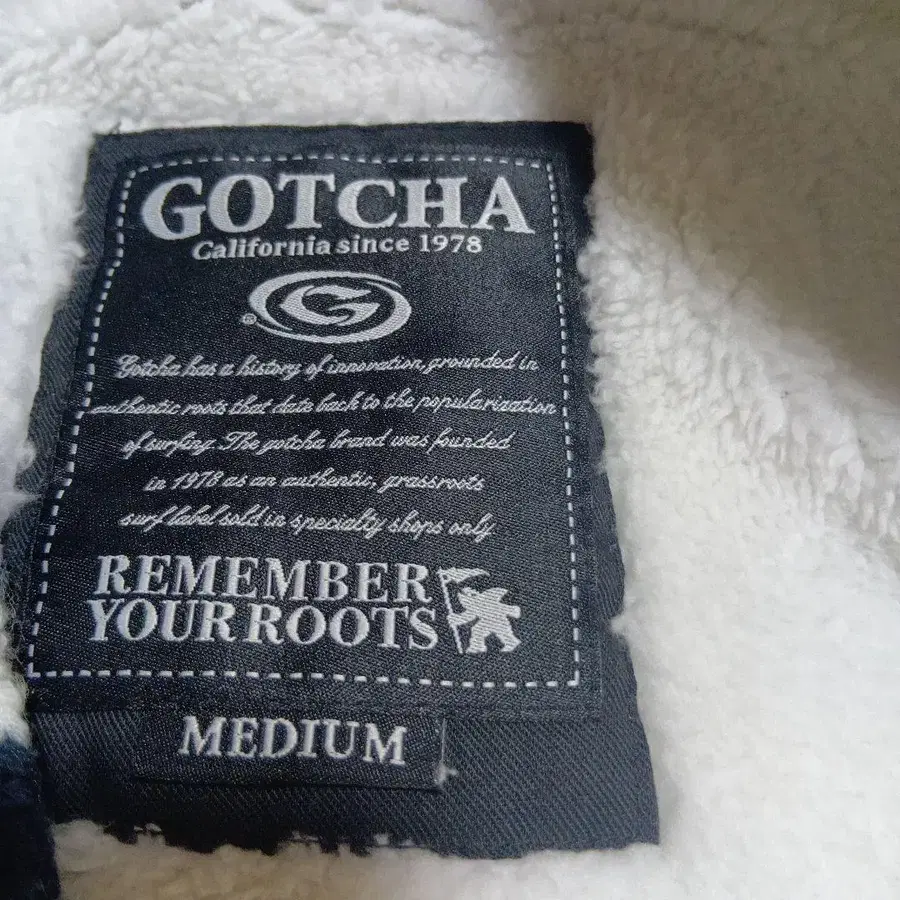 GOTCHA
California since 1978
G
®
Gotcha has a history of innovation, grounded in
authentic roots that date back to the popularization
of surfing. The gotcha brand was founded
in 1978 as an authentic, grassroots
surf label sold in specialty shops only
REMEMBER
YOUR ROOTS
MEDIUM